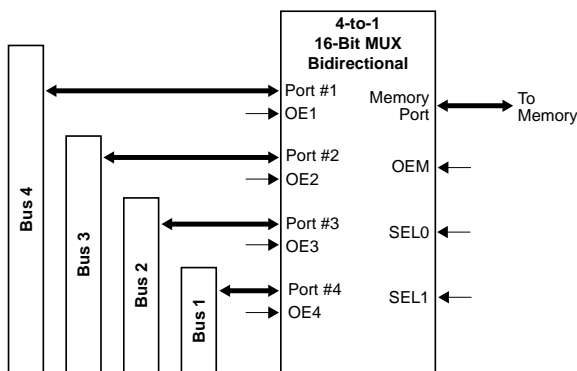 4-to-1
16-Bit MUX
Bidirectional
Port #1
OE1
Memory
Port
To
Memory
Port #2
OE2
OEM
Port #3
OE3
SEL0
Port #4
OE4
SEL1
Bus 4
Bus 3
Bus 2
Bus 1